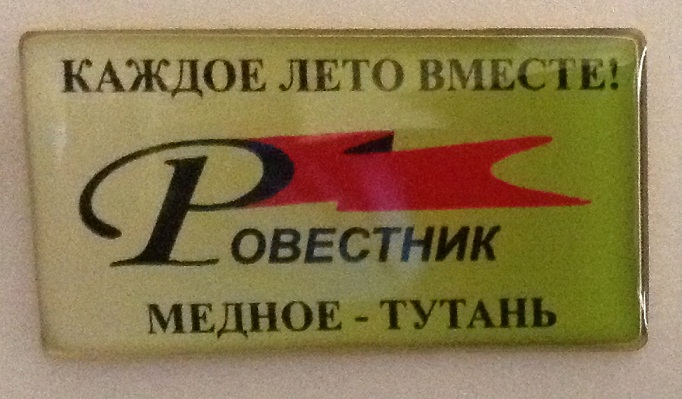 КАЖДОЕ ЛЕТО ВМЕСТЕ!
РОВЕСТНИК
МЕДНОЕ - ТУТАНЬ